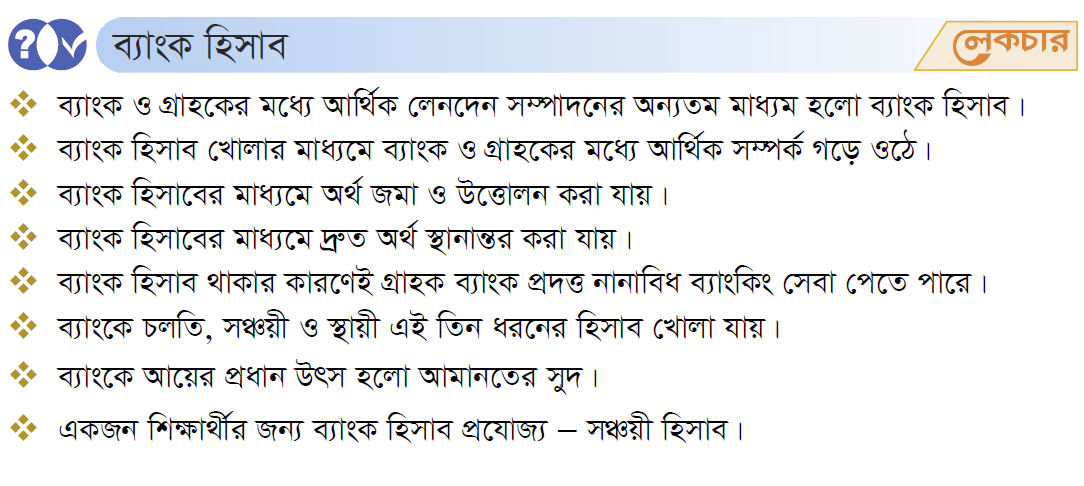 ব্যাংক হিসাব
লেকচার
❖ ব্যাংক ও গ্রাহকের মধ্যে আর্থিক লেনদেন সম্পাদনের অন্যতম মাধ্যম হলো ব্যাংক হিসাব।
❖ ব্যাংক হিসাব খোলার মাধ্যমে ব্যাংক ও গ্রাহকের মধ্যে আর্থিক সম্পর্ক গড়ে ওঠে।
❖ ব্যাংক হিসাবের মাধ্যমে অর্থ জমা ও উত্তোলন করা যায়।
❖ ব্যাংক হিসাবের মাধ্যমে দ্রুত অর্থ স্থানান্তর করা যায়।
❖ ব্যাংক হিসাব থাকার কারণেই গ্রাহক ব্যাংক প্রদত্ত নানাবিধ ব্যাংকিং সেবা পেতে পারে।
❖ ব্যাংকে চলতি, সঞ্চয়ী ও স্থায়ী এই তিন ধরনের হিসাব খোলা যায়।
❖ ব্যাংকে আয়ের প্রধান উৎস হলো আমানতের সুদ।
❖ একজন শিক্ষার্থীর জন্য ব্যাংক হিসাব প্রযোজ্য – সঞ্চয়ী হিসাব।